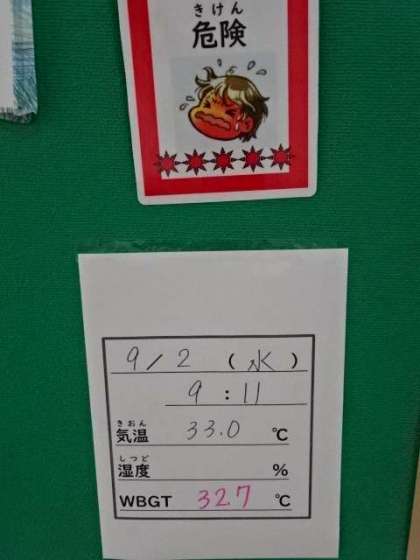 きけん
危険
9/2 (水)
9:11
きおん
気温 33.0 ℃
しつど
湿度 %
WBGT 32.7 ℃